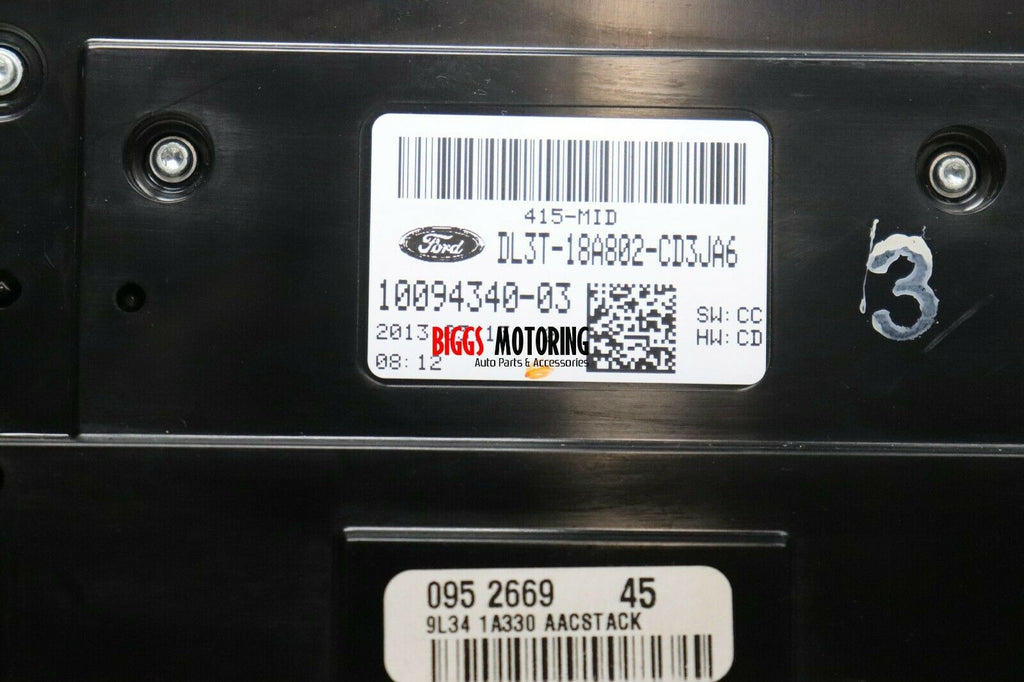 415-MID
Ford DL3T-18A802-CD3JA6
10094340-03
SW: CC
HW: CD
2013
BIGGS MOTORING
Auto Parts & Accessories
08:12
3
095 2669 45
9L34 1A330 AACSTACK